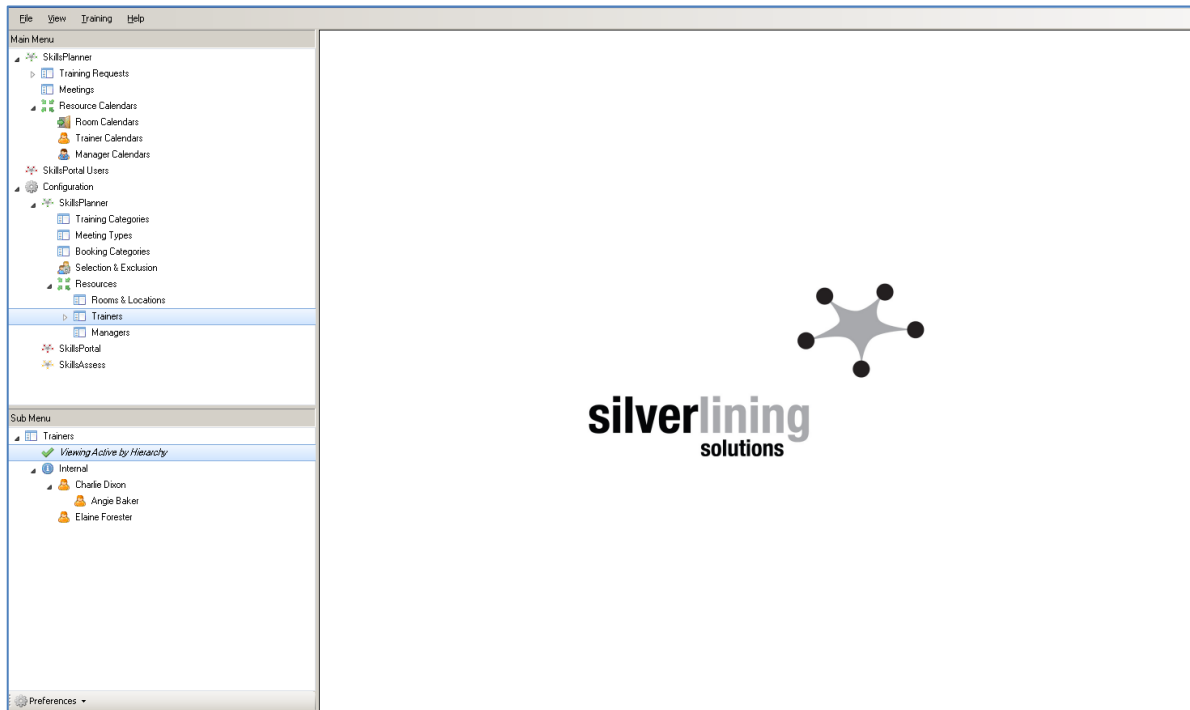 File View Training Help
Main Menu
SkillsPlanner
Training Requests
Meetings
Resource Calendars
Room Calendars
Trainer Calendars
Manager Calendars
SkillsPortal Users
Configuration
SkillsPlanner
Training Categories
Meeting Types
Booking Categories
Selection & Exclusion
Resources
Rooms & Locations
Trainers
Managers
SkillsPortal
SkillsAssess
Sub Menu
Trainers
Viewing Active by Hierarchy
Internal
Charlie Dixon
Angie Baker
Elaine Forester
Preferences
silverlining
solutions